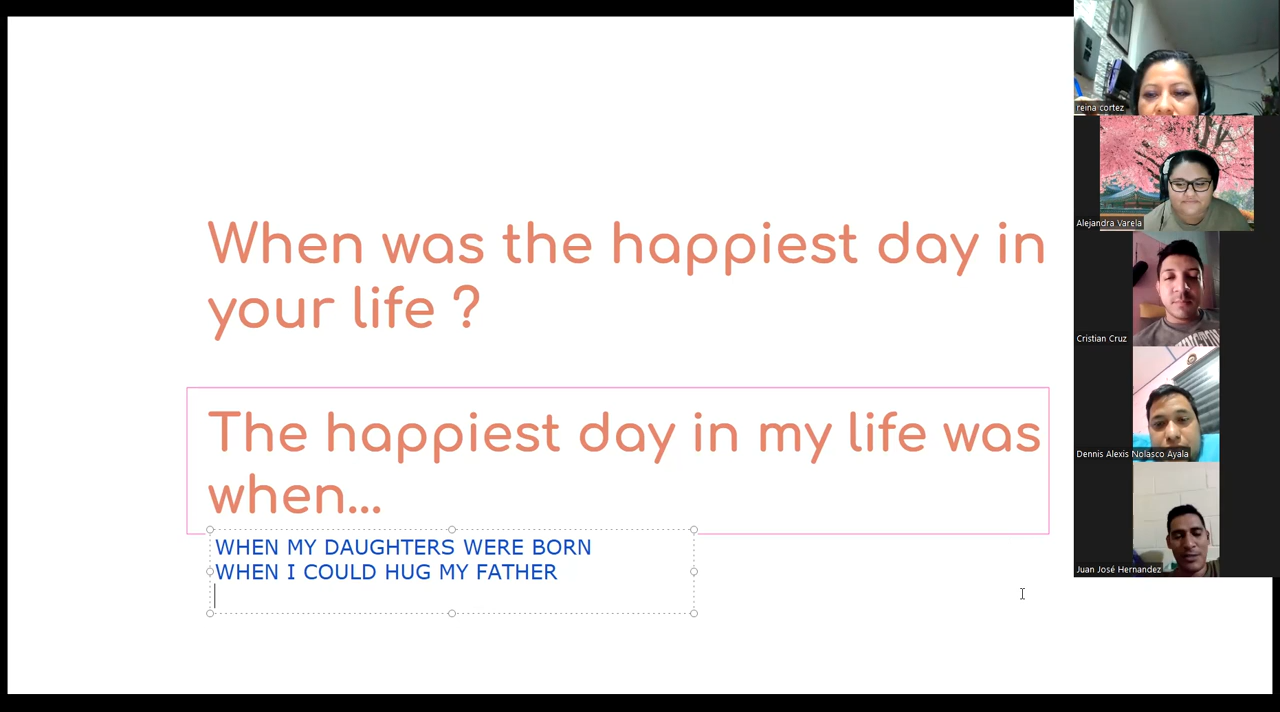 When was the happiest day in
your life ?
The happiest day in my life was
when...
WHEN MY DAUGHTERS WERE BORN
WHEN I COULD HUG MY FATHER
reina cortez
Alejandra Varela
Cristian Cruz
Dennis Alexis Nolasco Ayala
Juan José Hernandez